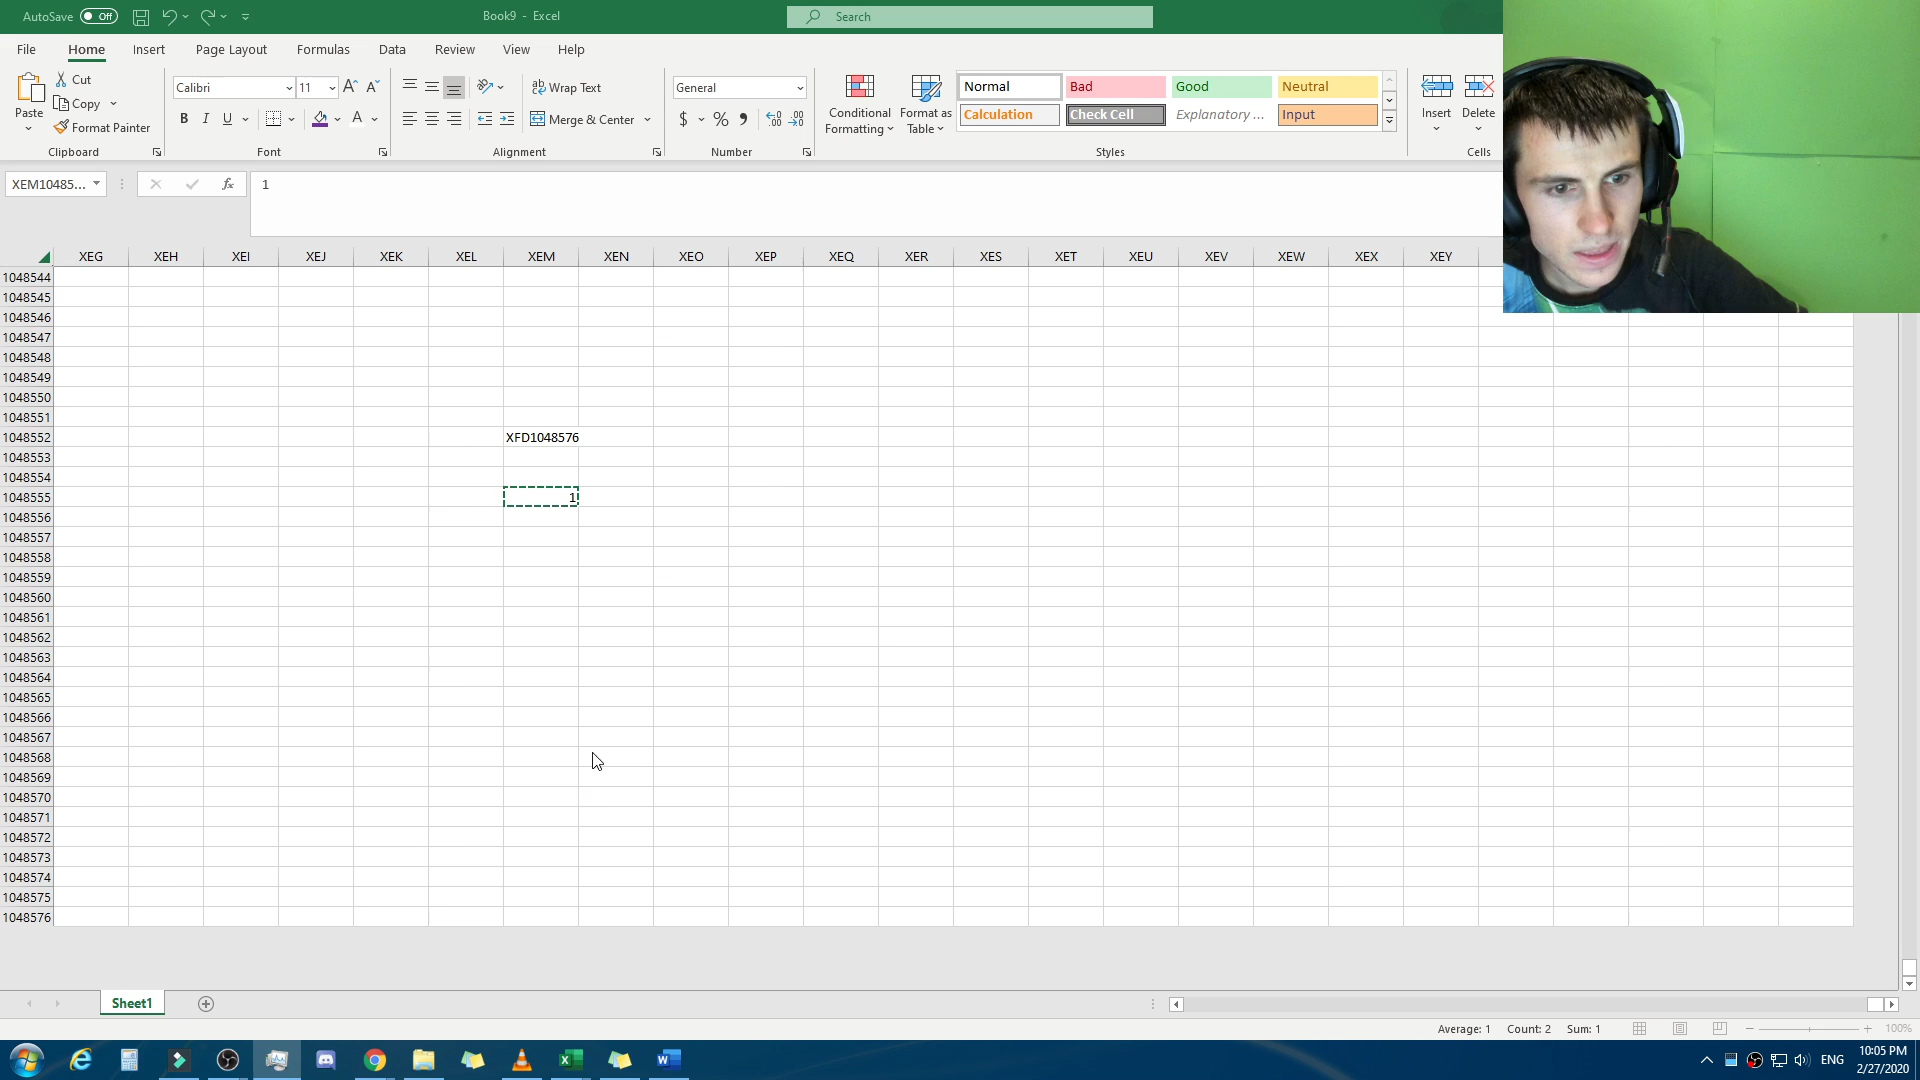 AutoSave Off Book9 - Excel Search
File Home Insert Page Layout Formulas Data Review View Help
Paste Cut Copy Format Painter Clipboard
Calibri 11 A A B I U A Font
ab Wrap Text Merge & Center Alignment
General $ % Number
Conditional Formatting Format as Table
Normal Bad Good Neutral
Calculation Check Cell Explanatory ... Input
Styles
Insert Delete
Cells
XEM10485... fx 1
XEG XEH XEI XEJ XEK XEL XEM XEN XEO XEP XEQ XER XES XET XEU XEV XEW XEX XEY
1048544
1048545
1048546
1048547
1048548
1048549
1048550
1048551
1048552 XFD1048576
1048553
1048554
1048555 1
1048556
1048557
1048558
1048559
1048560
1048561
1048562
1048563
1048564
1048565
1048566
1048567
1048568
1048569
1048570
1048571
1048572
1048573
1048574
1048575
1048576
Sheet1
Average: 1 Count: 2 Sum: 1 100%
ENG 10:05 PM
2/27/2020